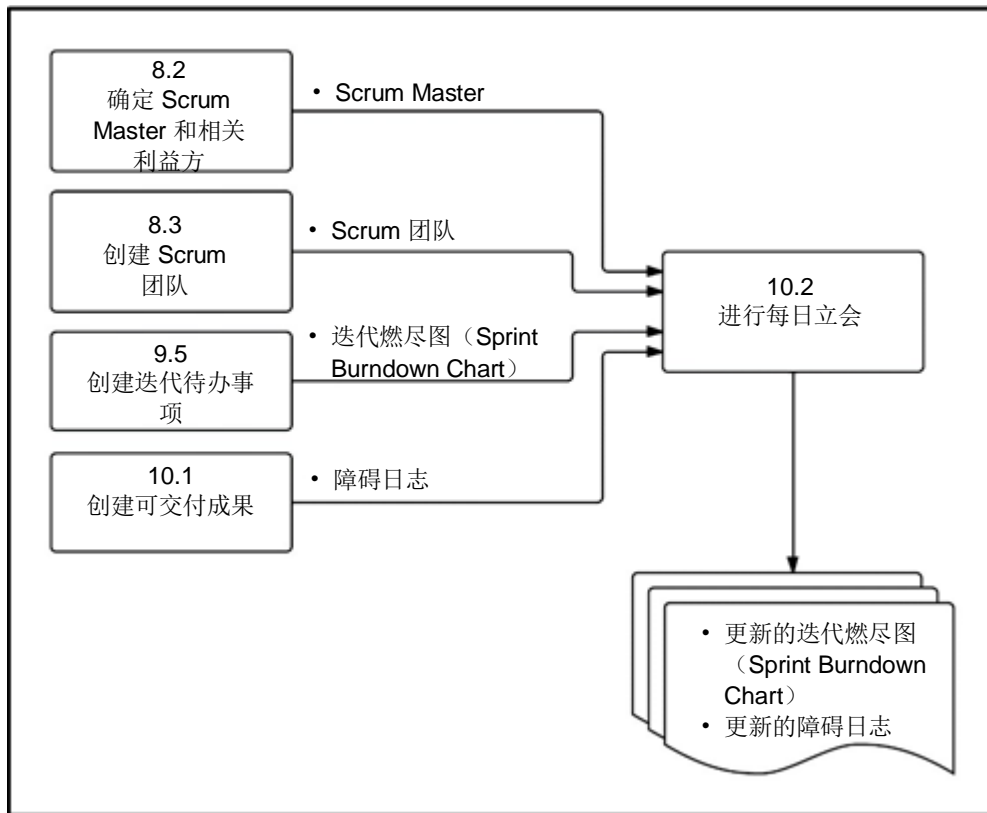 8.2
确定 Scrum
Master 和相关
利益方
• Scrum Master
8.3
创建 Scrum
团队
• Scrum 团队
9.5
创建迭代待办事
项
• 迭代燃尽图（Sprint
Burndown Chart）
10.1
创建可交付成果
• 障碍日志
10.2
进行每日立会
• 更新的迭代燃尽图
（Sprint Burndown
Chart）
• 更新的障碍日志